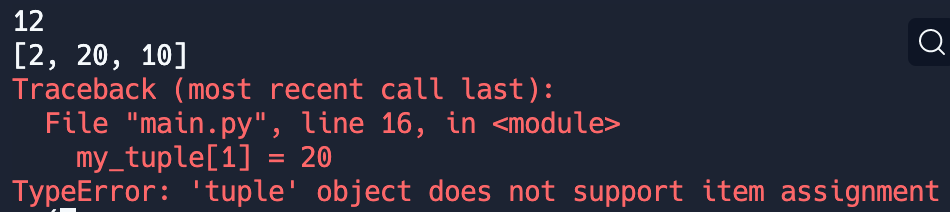 12
[2, 20, 10]
Traceback (most recent call last):
  File "main.py", line 16, in <module>
    my_tuple[1] = 20
TypeError: 'tuple' object does not support item assignment